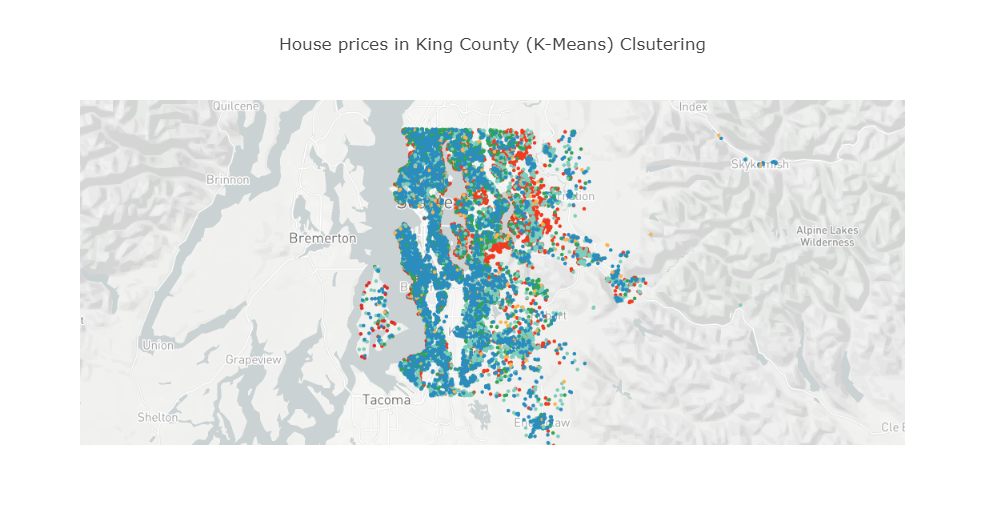 House prices in King County (K-Means) Clsutering
Quilcene
Index
Skykomish
Brinnon
Alpine Lakes
Wilderness
Bremerton
Union
Grapeview
Tacoma
Shelton